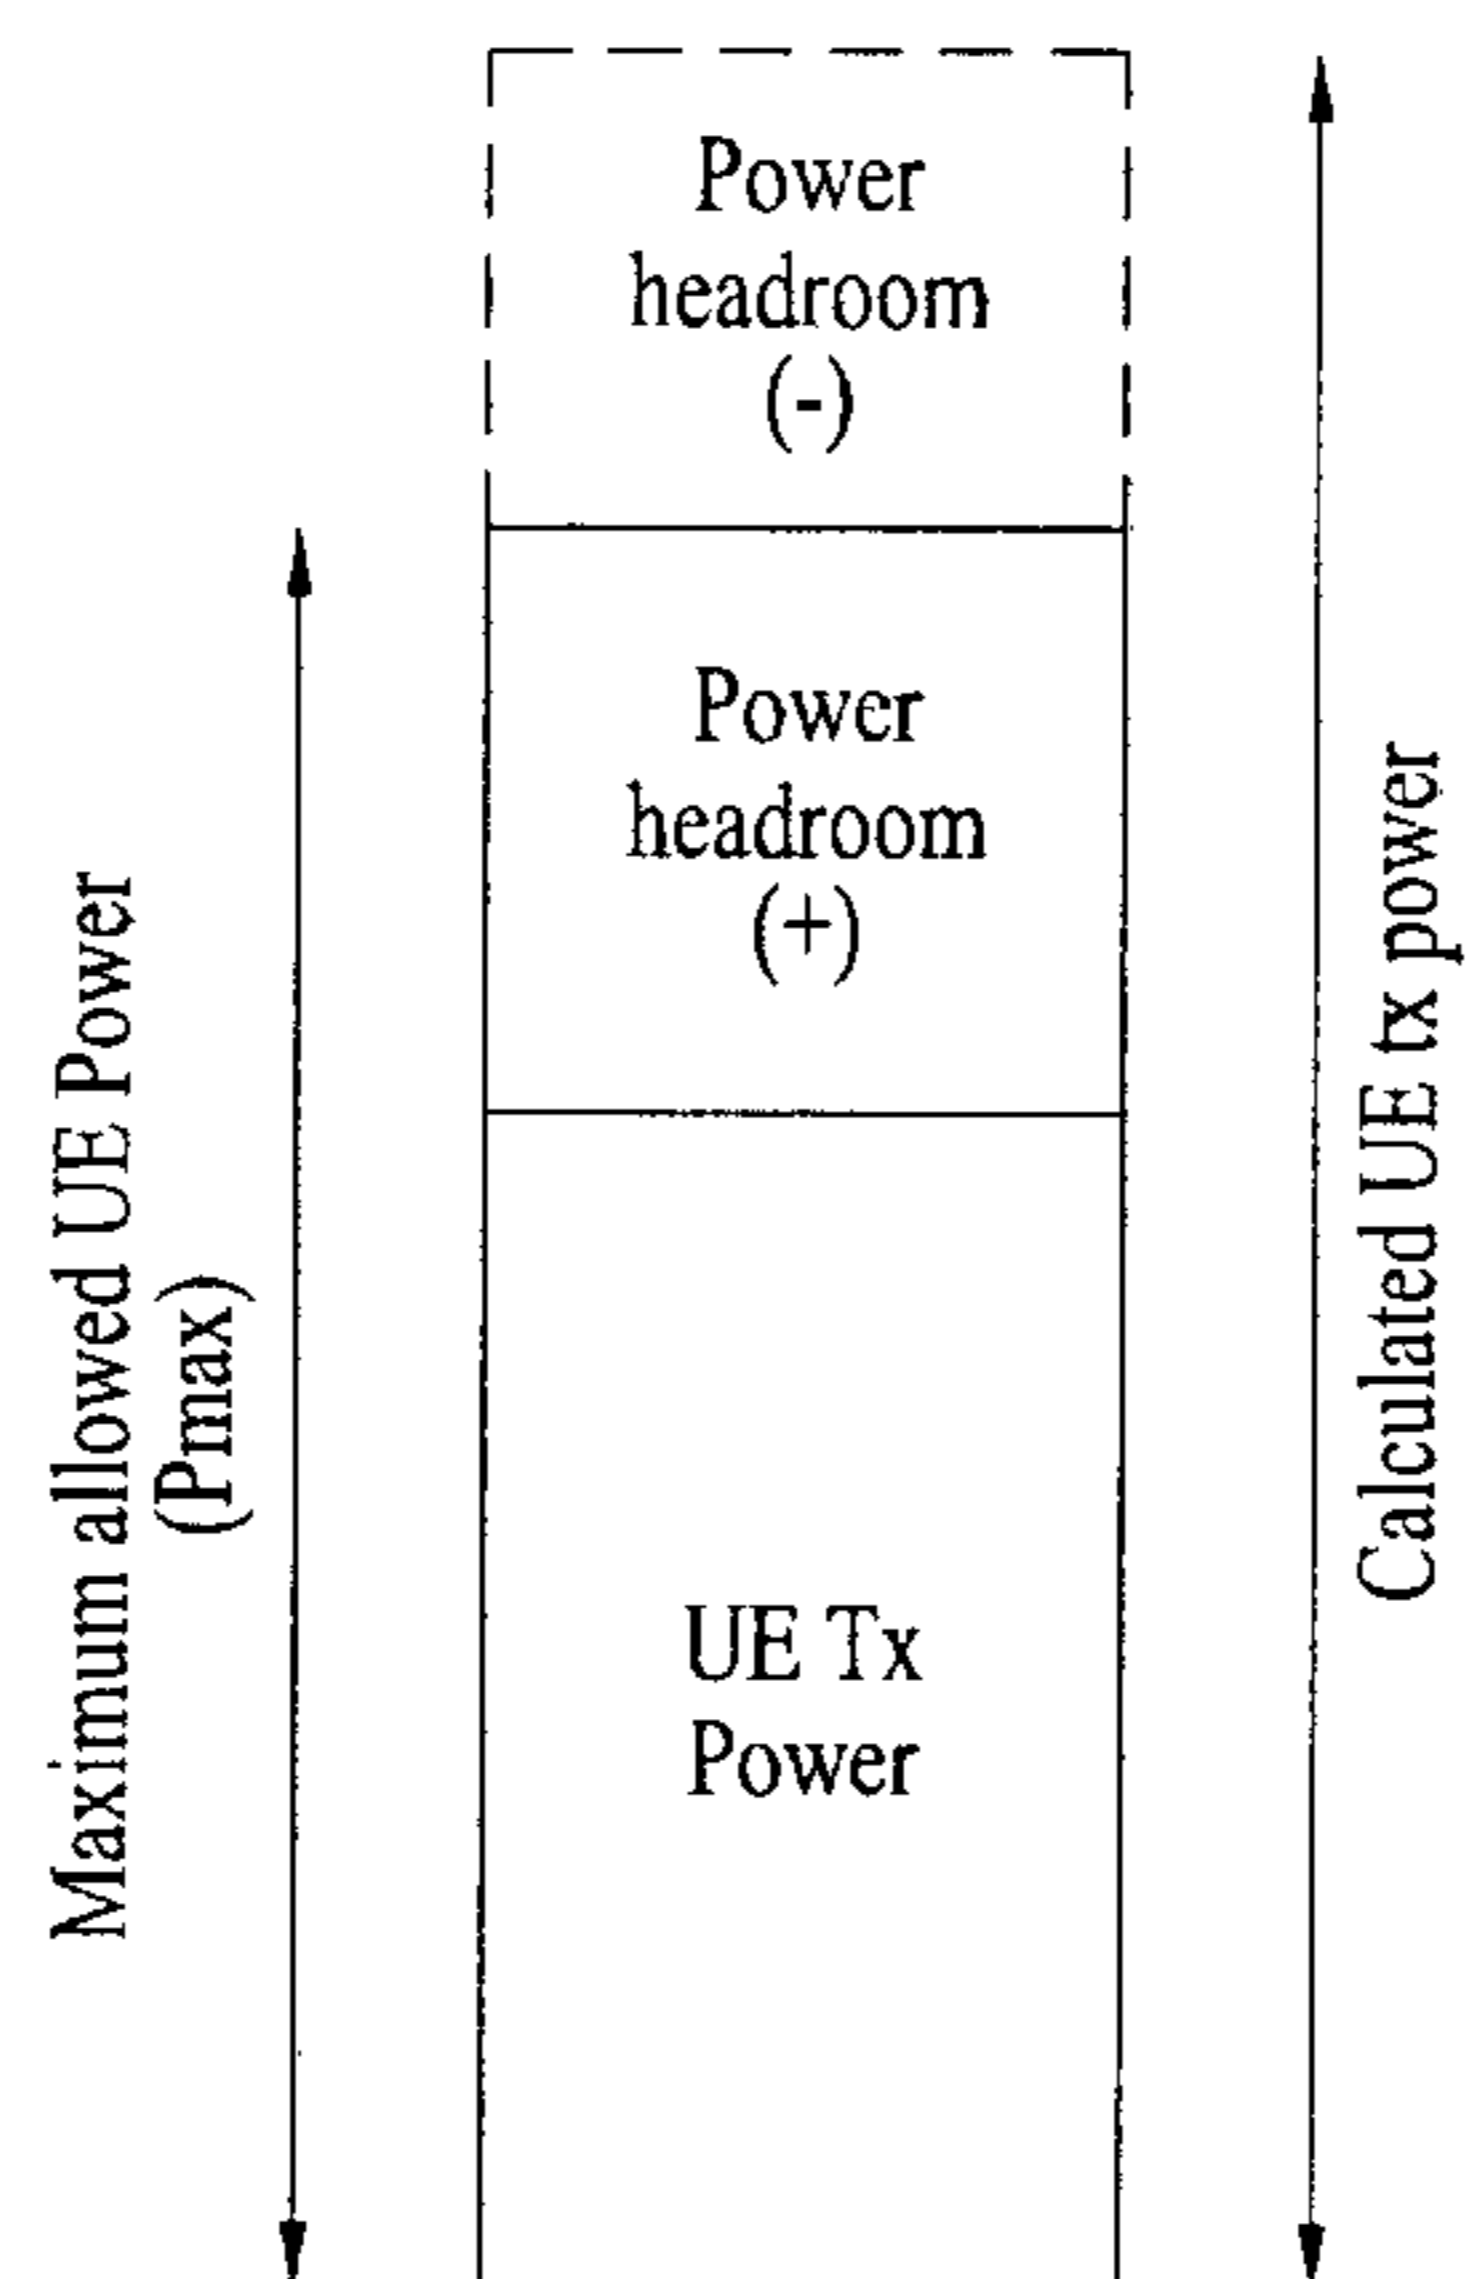 Power
headroom
(-)
Power
headroom
(+)
UE Tx
Power
Maximum allowed UE Power
(Pmax)
Calculated UE tx power